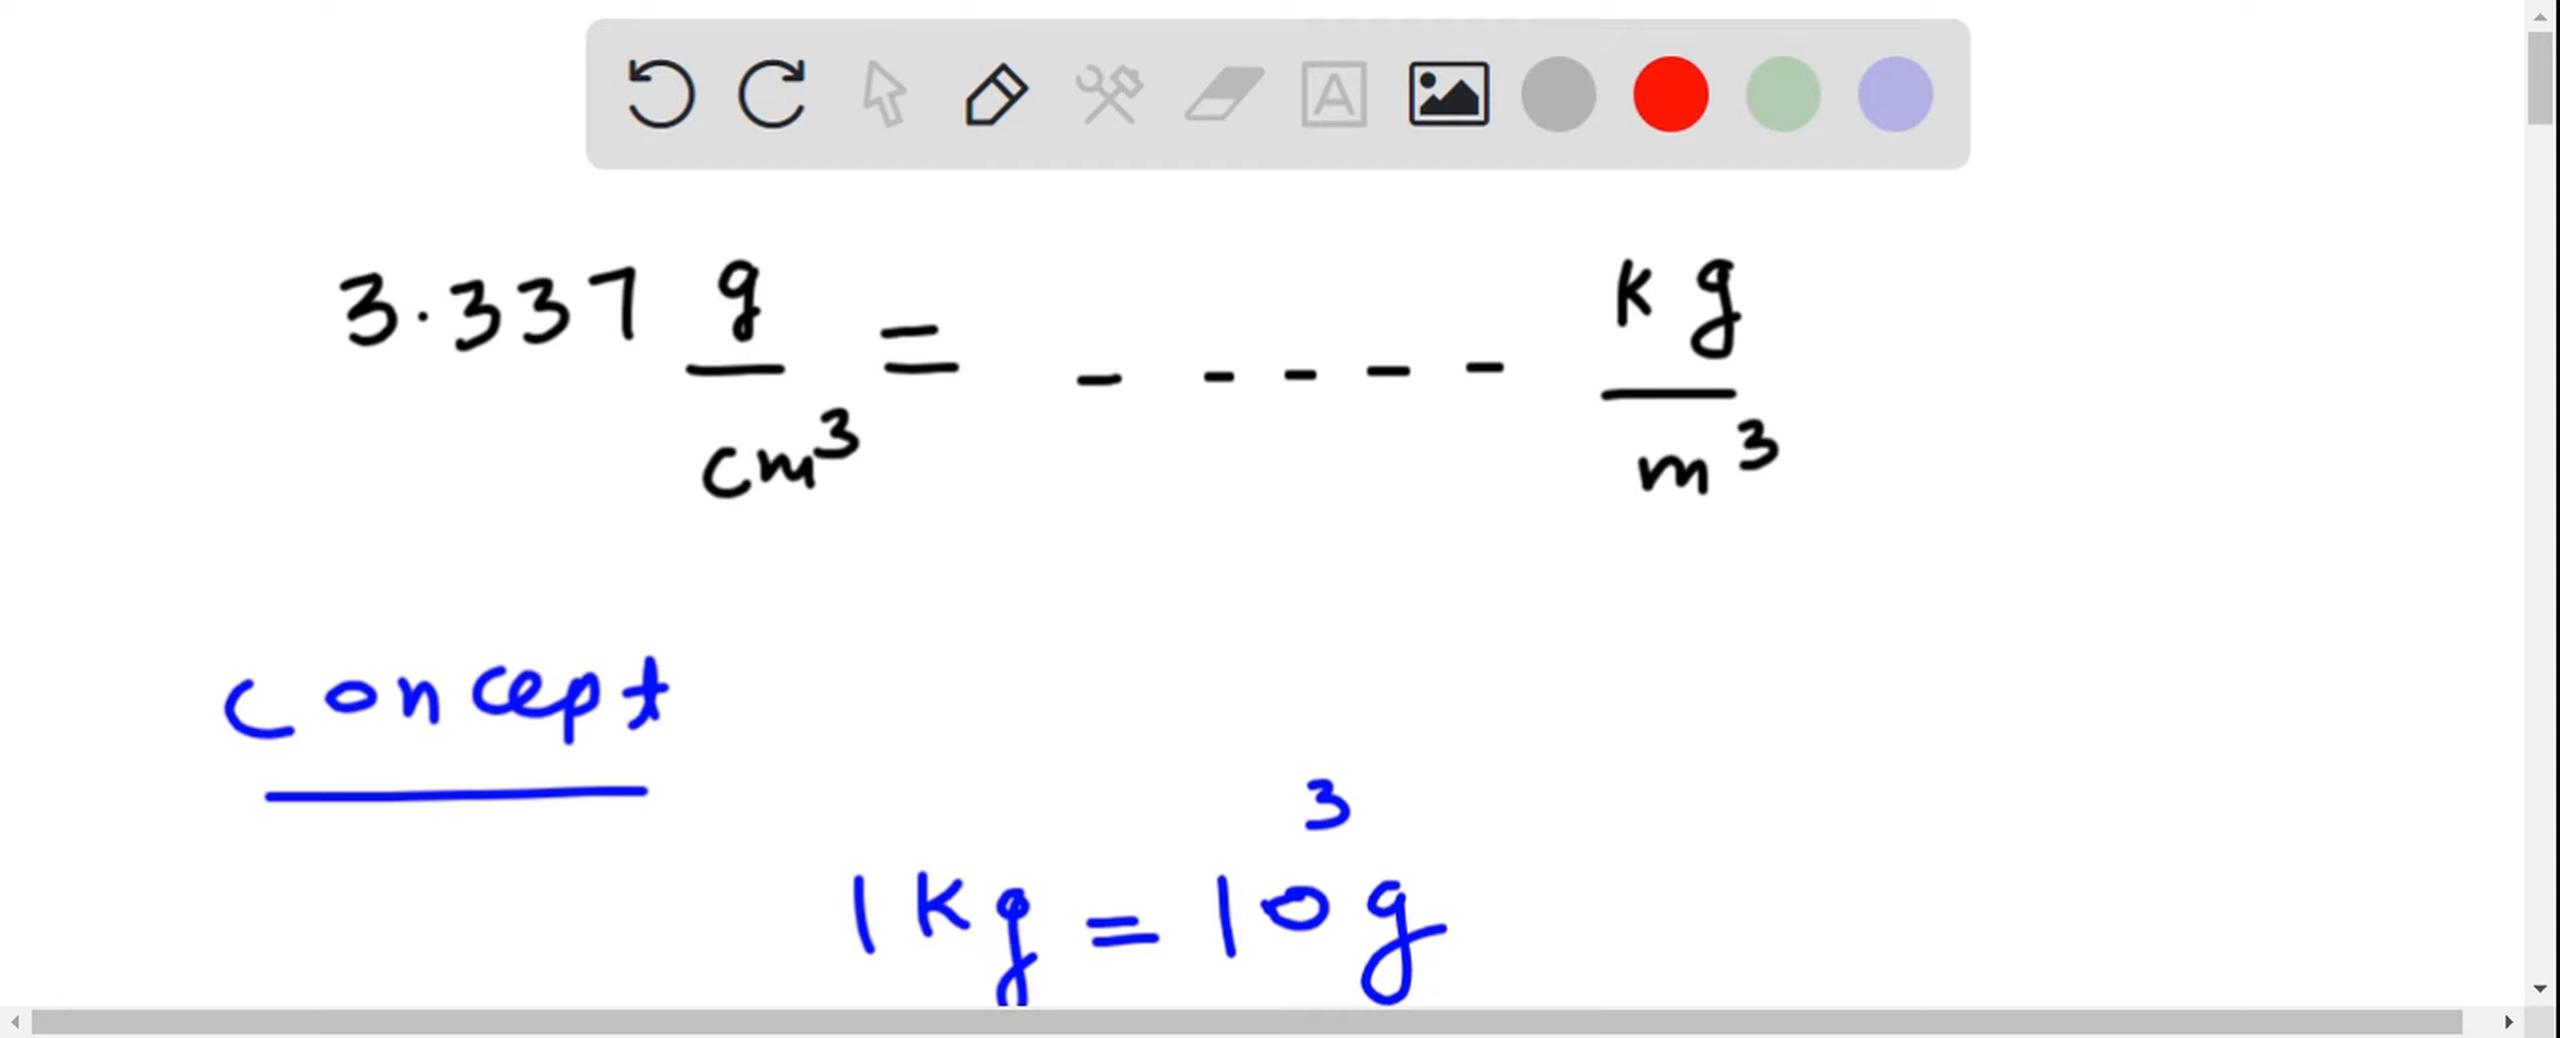 3.337 g/cm³ = - - - - - kg/m³
concept
1 kg = 10³ g